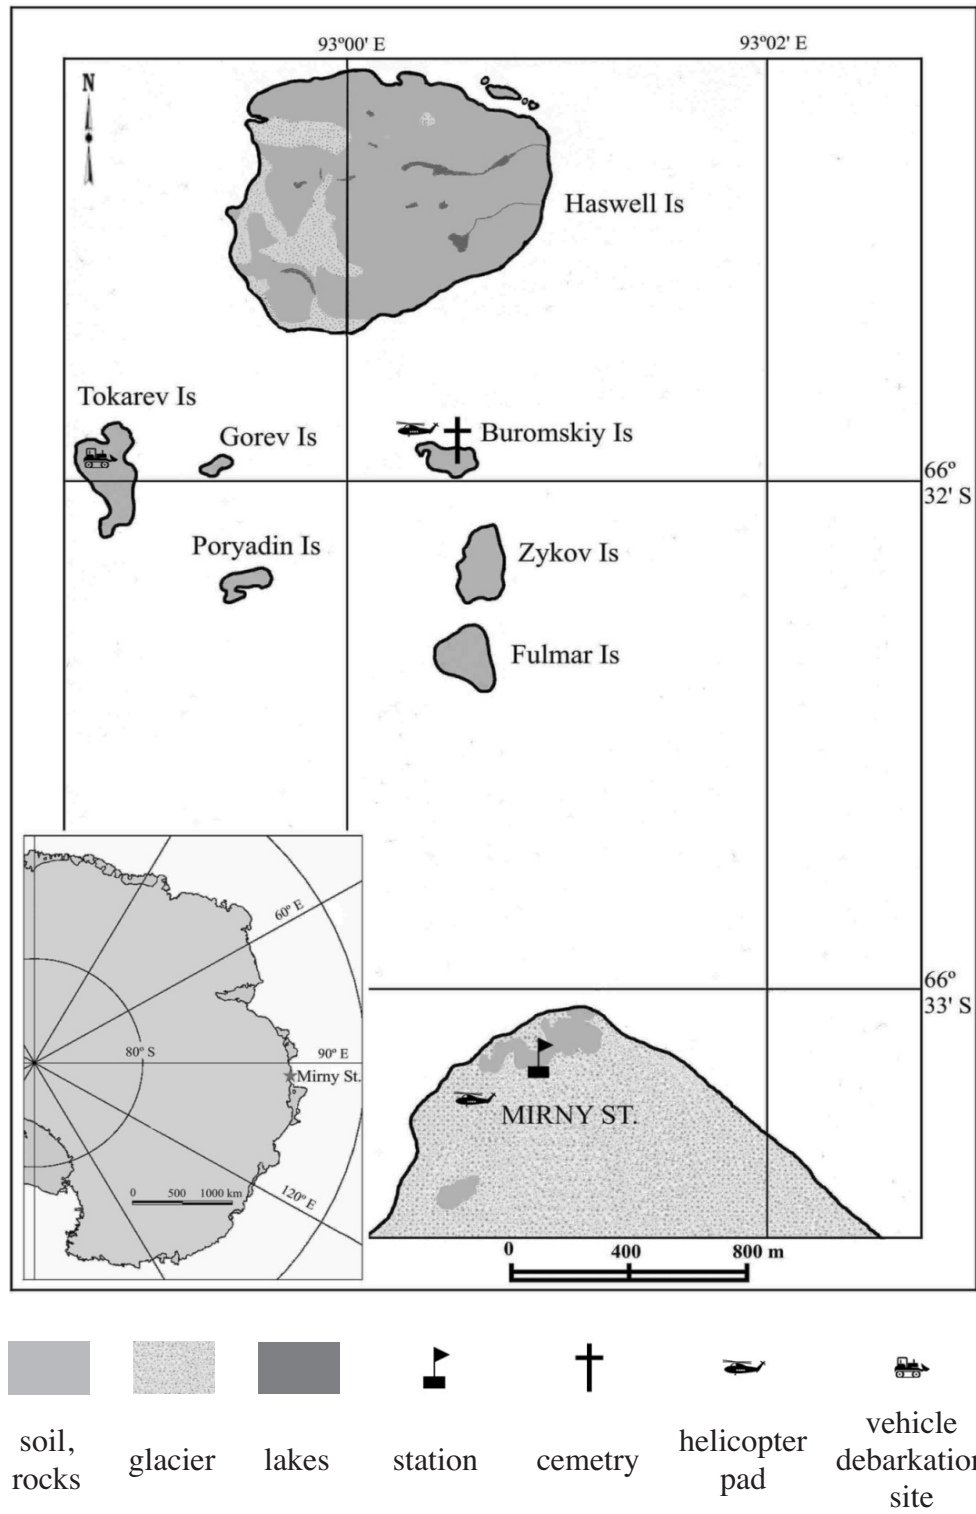 93º00' E
93º02' E
N
Haswell Is
Tokarev Is
Gorev Is
Buromskiy Is
66º
32' S
Poryadin Is
Zykov Is
Fulmar Is
60º E
66º
33' S
80º S
90º E
Mirny St.
MIRNY ST.
0 500 1000 km
120º E
0 400 800 m
soil,
rocks
glacier
lakes
station
cemetry
helicopter
pad
vehicle
debarkation
site